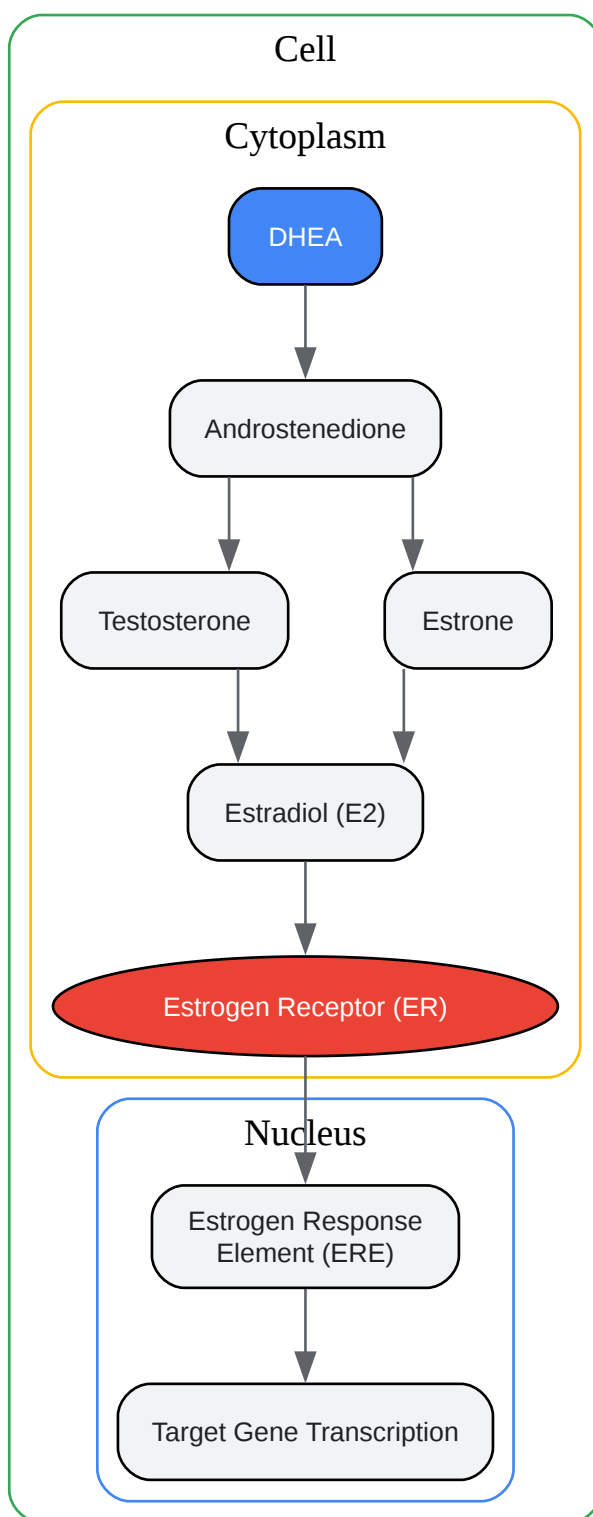 Cell
Cytoplasm
DHEA
Androstenedione
Testosterone
Estrone
Estradiol (E2)
Estrogen Receptor (ER)
Nucleus
Estrogen Response
Element (ERE)
Target Gene Transcription